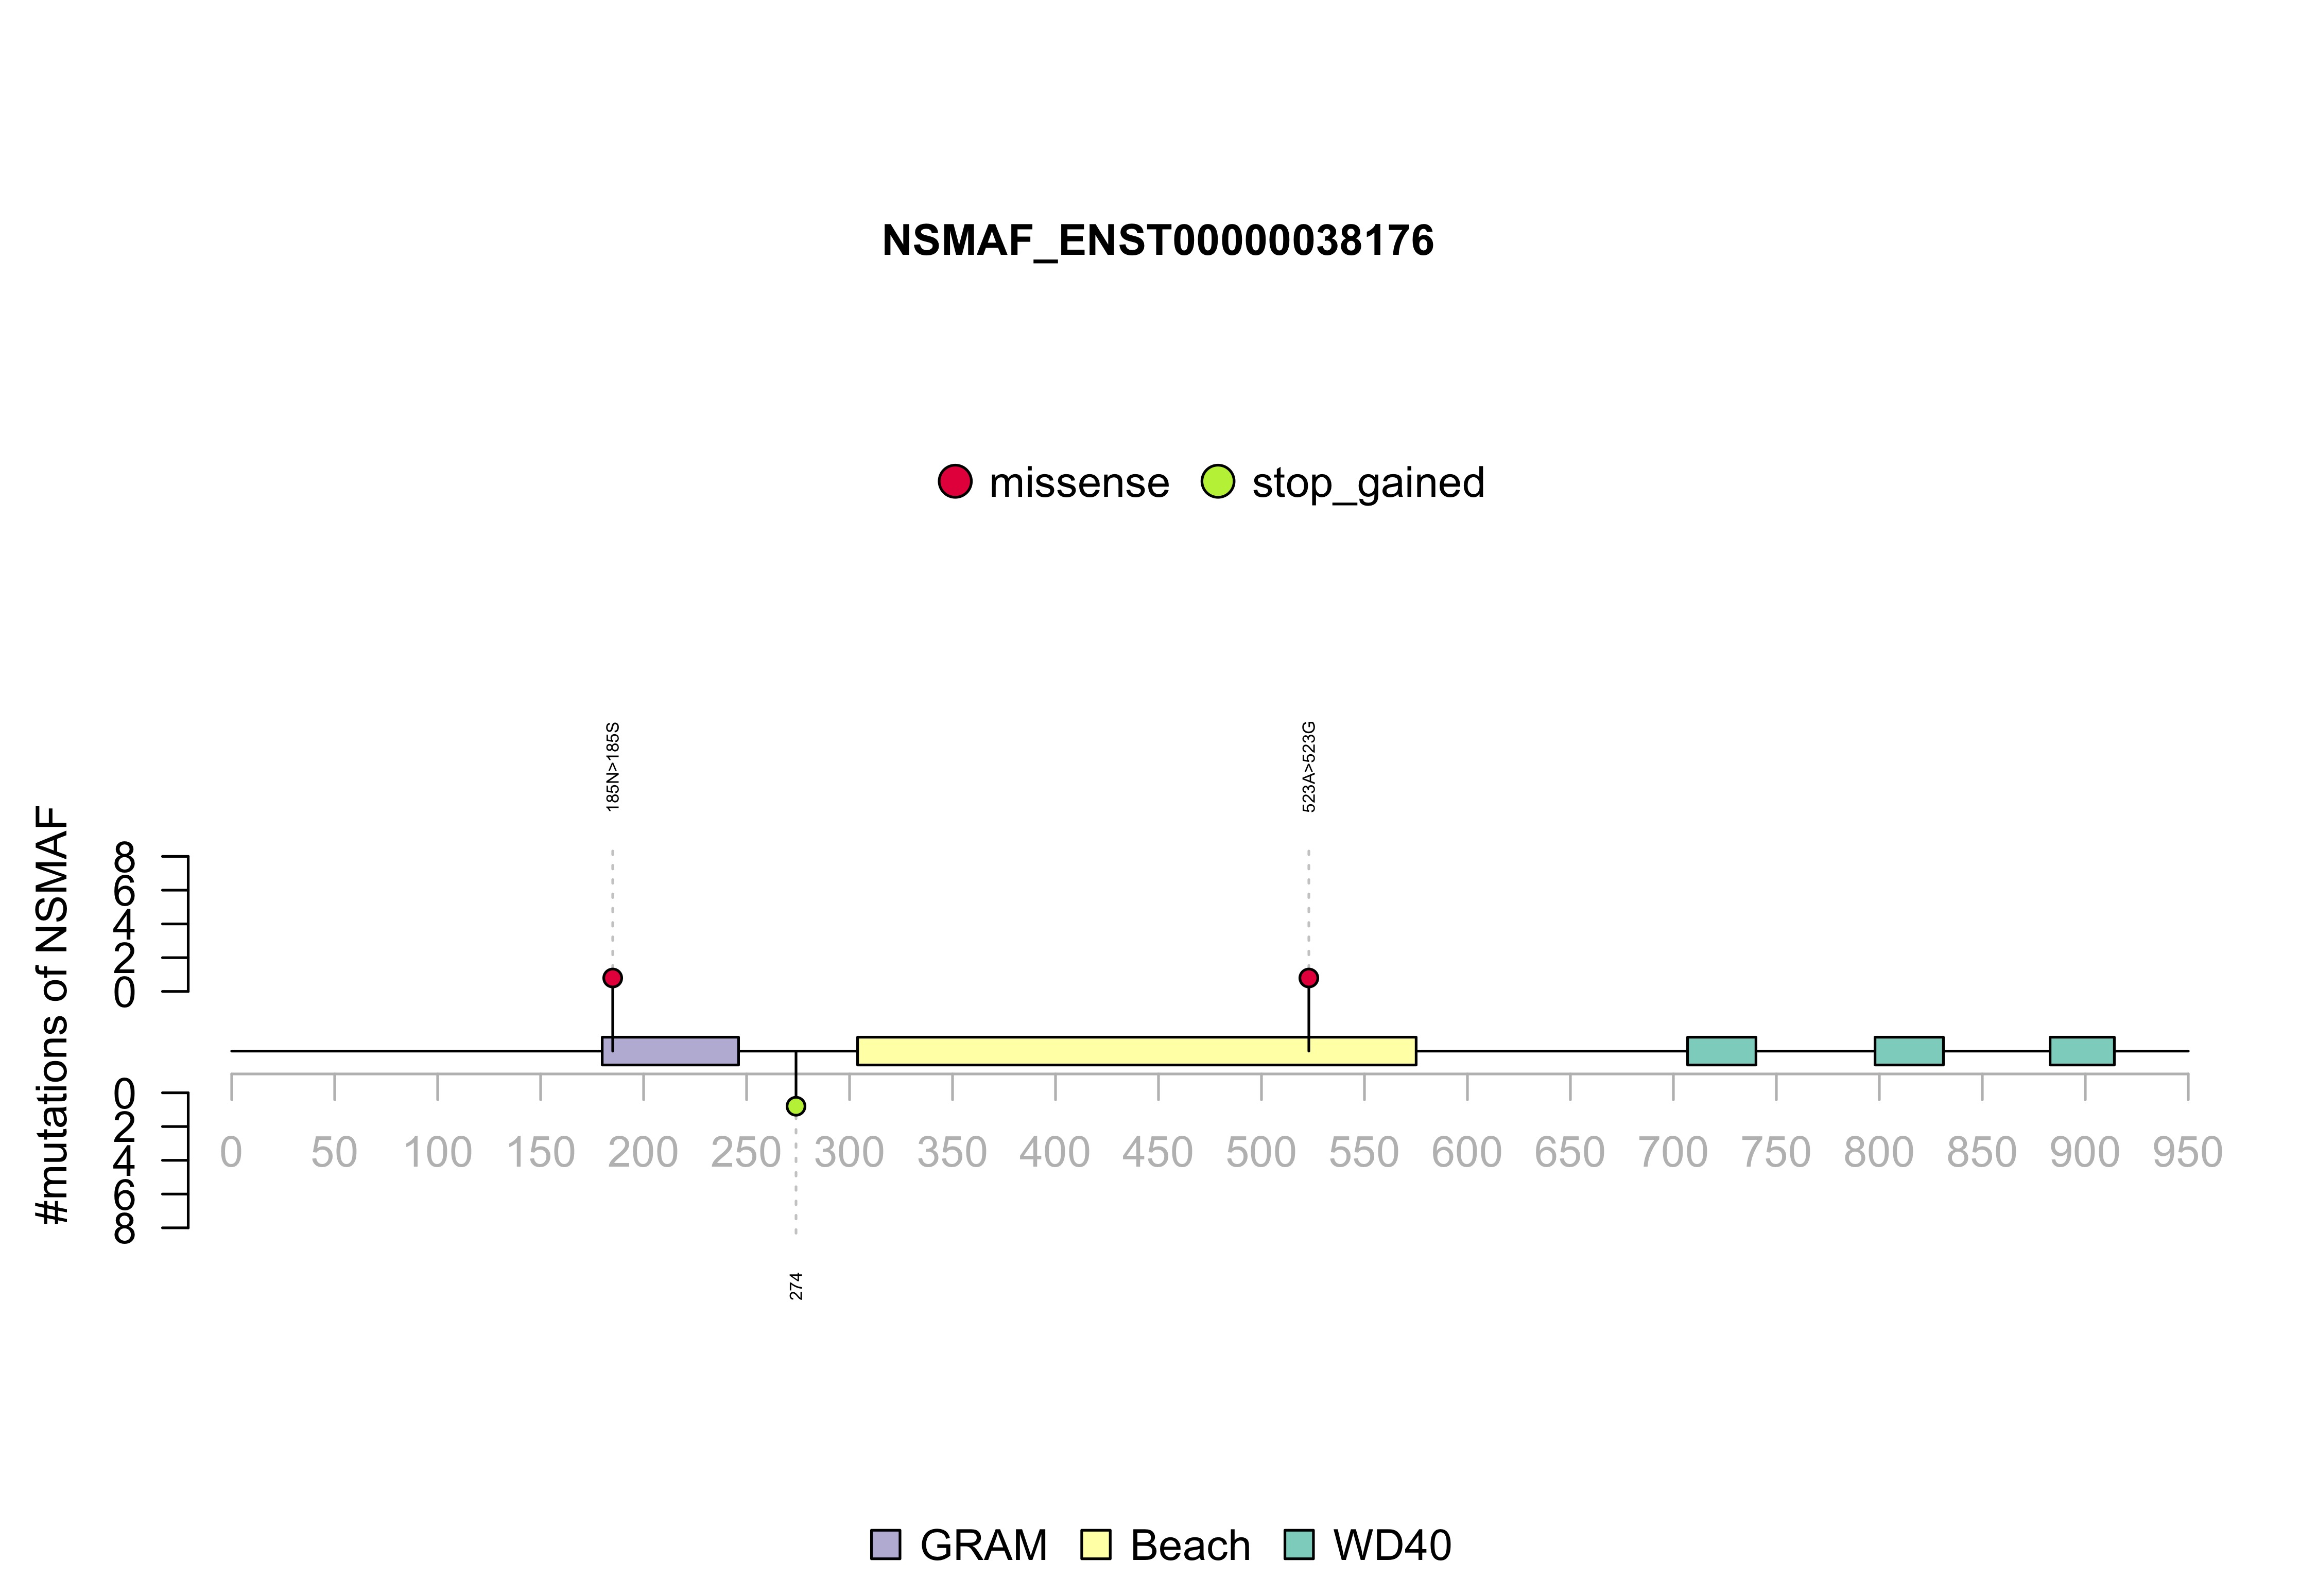 NSMAF_ENST00000038176
missense stop_gained
185N>185S 523A>523G
#mutations of NSMAF
8
6
4
2
0
0
2
4
6
8
0 50 100 150 200 250 300 350 400 450 500 550 600 650 700 750 800 850 900 950
274
GRAM Beach WD40